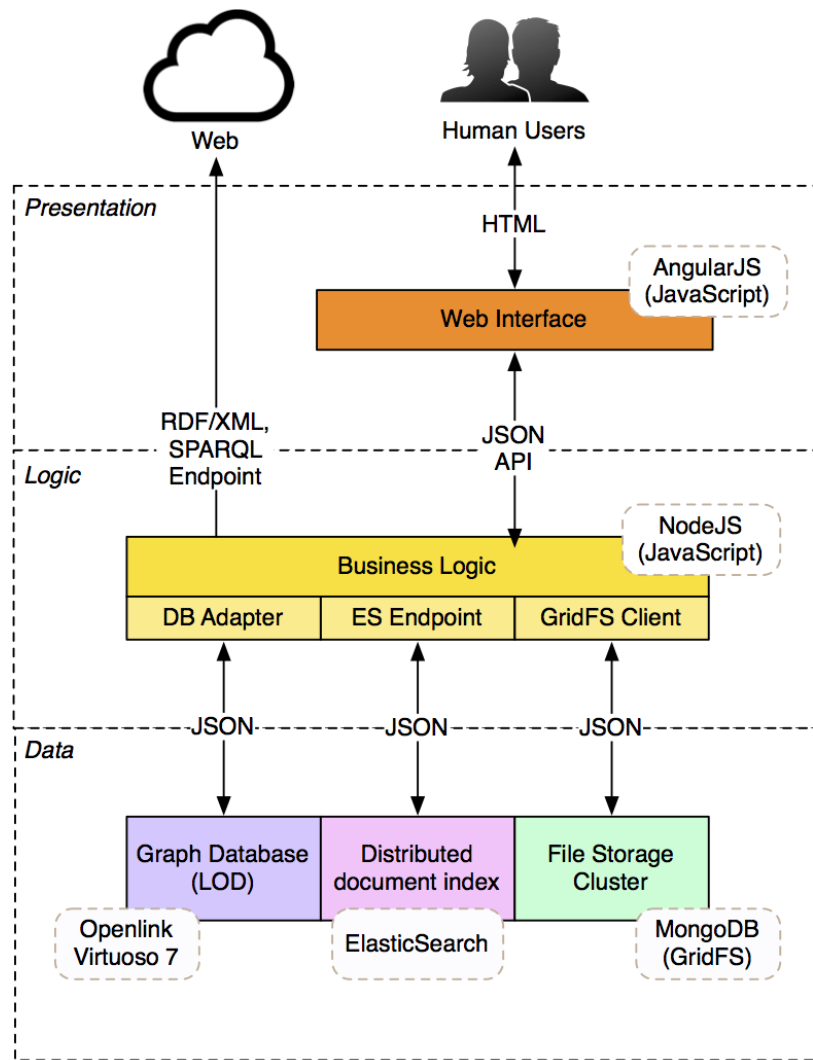 Web
Human Users
Presentation
HTML
AngularJS
(JavaScript)
Web Interface
RDF/XML,
SPARQL
Endpoint
JSON
API
Logic
NodeJS
(JavaScript)
Business Logic
DB Adapter
ES Endpoint
GridFS Client
JSON
JSON
JSON
Data
Graph Database
(LOD)
Distributed
document index
File Storage
Cluster
Openlink
Virtuoso 7
ElasticSearch
MongoDB
(GridFS)